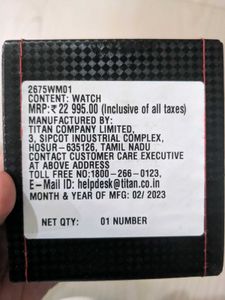 2675WM01
CONTENT: WATCH
MRP: ₹ 22 995.00 (Inclusive of all taxes)
MANUFACTURED BY:
TITAN COMPANY LIMITED,
3, SIPCOT INDUSTRIAL COMPLEX,
HOSUR - 635126, TAMIL NADU
CONTACT CUSTOMER CARE EXECUTIVE
AT ABOVE ADDRESS
TOLL FREE NO:1800-266-0123,
E-Mail ID: helpdesk@titan.co.in
MONTH & YEAR OF MFG: 02/ 2023
NET QTY: 01 NUMBER